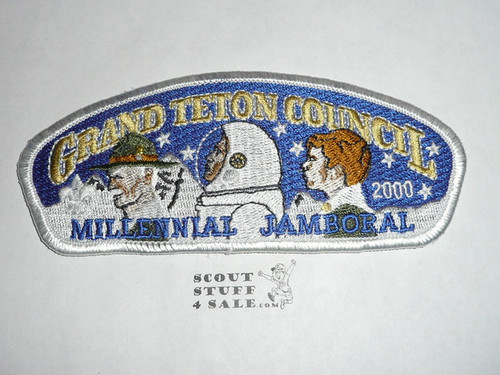 GRAND TETON COUNCIL
2000
MILLENNIAL JAMBORAL
SCOUT
STUFF
4 SALE.COM